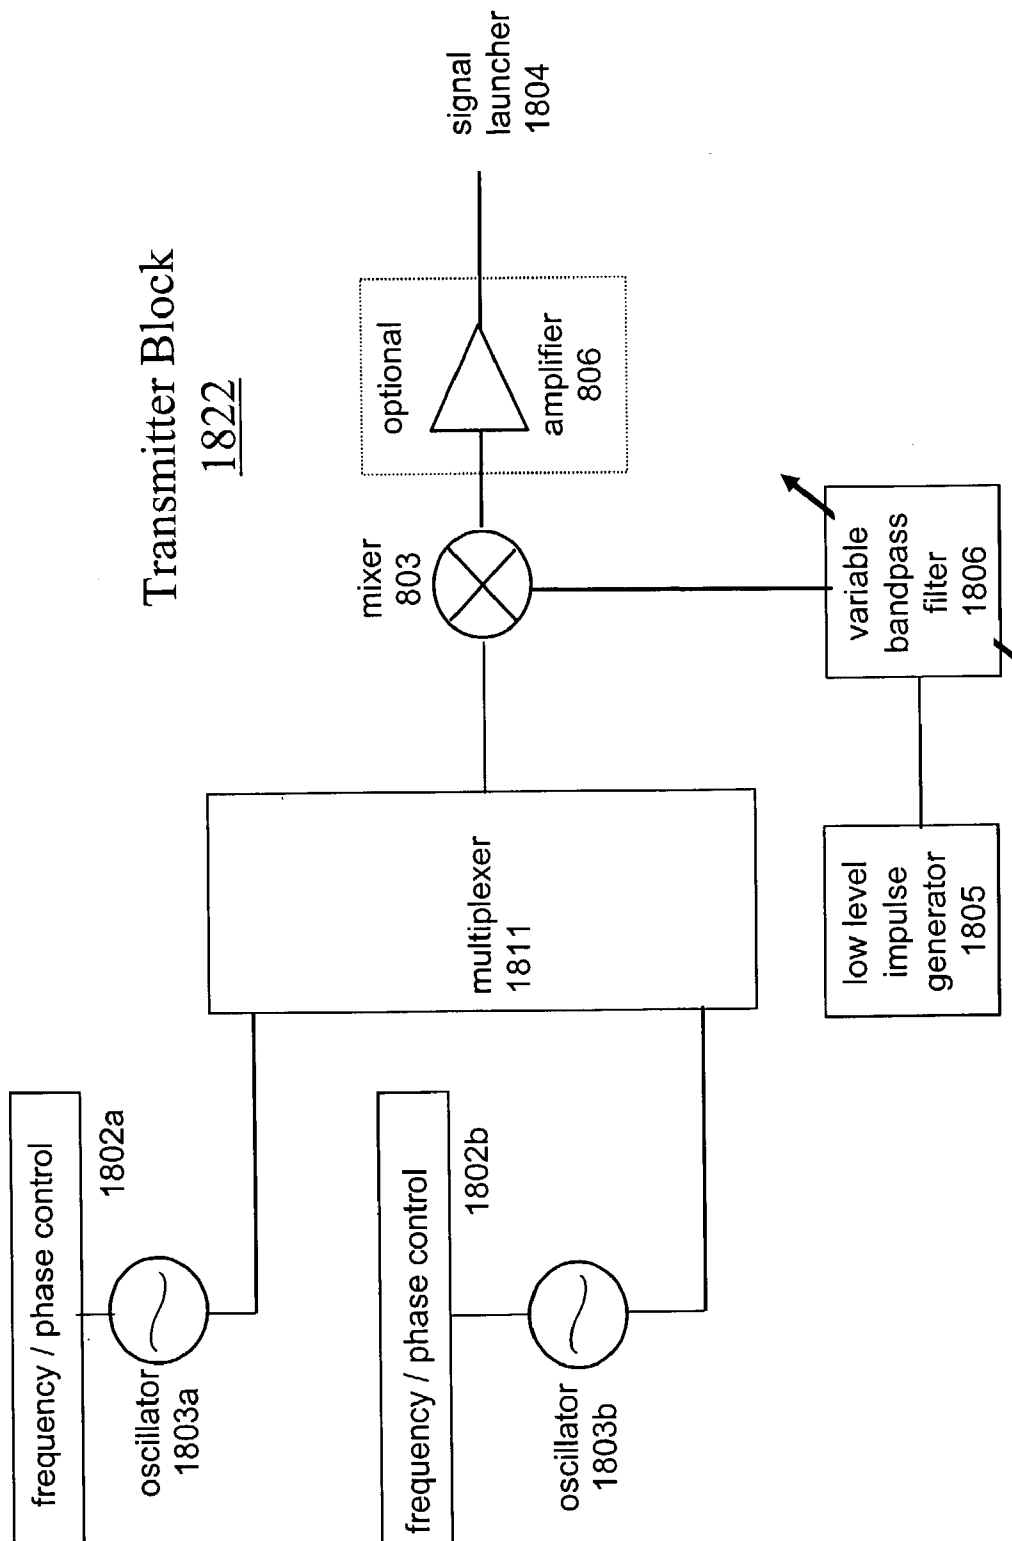 Transmitter Block
1822
frequency / phase control
1802a
oscillator
1803a
frequency / phase control
1802b
oscillator
1803b
multiplexer
1811
mixer
803
optional
amplifier
806
signal
launcher
1804
low level
impulse
generator
1805
variable
bandpass
filter
1806